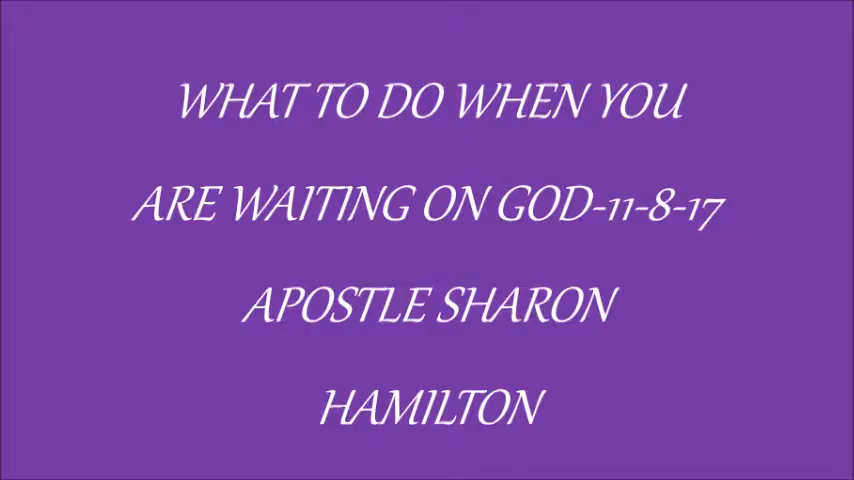 WHAT TO DO WHEN YOU
ARE WAITING ON GOD-11-8-17
APOSTLE SHARON
HAMILTON